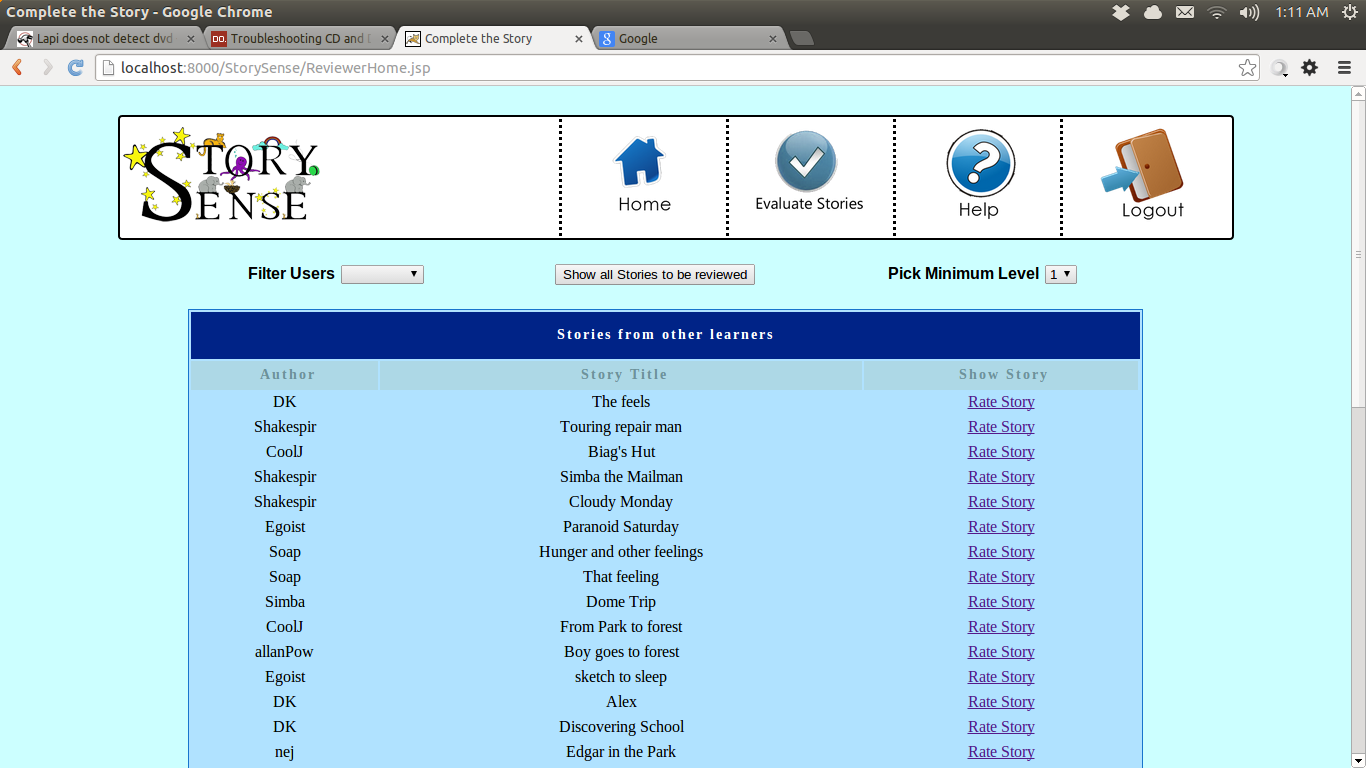 Complete the Story - Google Chrome 1:11 AM
Lapi does not detect dvd Troubleshooting CD and Complete the Story Google
localhost:8000/StorySense/ReviewerHome.jsp
STORY SENSE
Home Evaluate Stories Help Logout
Filter Users Show all Stories to be reviewed Pick Minimum Level 1
Stories from other learners
Author Story Title Show Story
DK The feels Rate Story
Shakespir Touring repair man Rate Story
CoolJ Biag's Hut Rate Story
Shakespir Simba the Mailman Rate Story
Shakespir Cloudy Monday Rate Story
Egoist Paranoid Saturday Rate Story
Soap Hunger and other feelings Rate Story
Soap That feeling Rate Story
Simba Dome Trip Rate Story
CoolJ From Park to forest Rate Story
allanPow Boy goes to forest Rate Story
Egoist sketch to sleep Rate Story
DK Alex Rate Story
DK Discovering School Rate Story
nej Edgar in the Park Rate Story